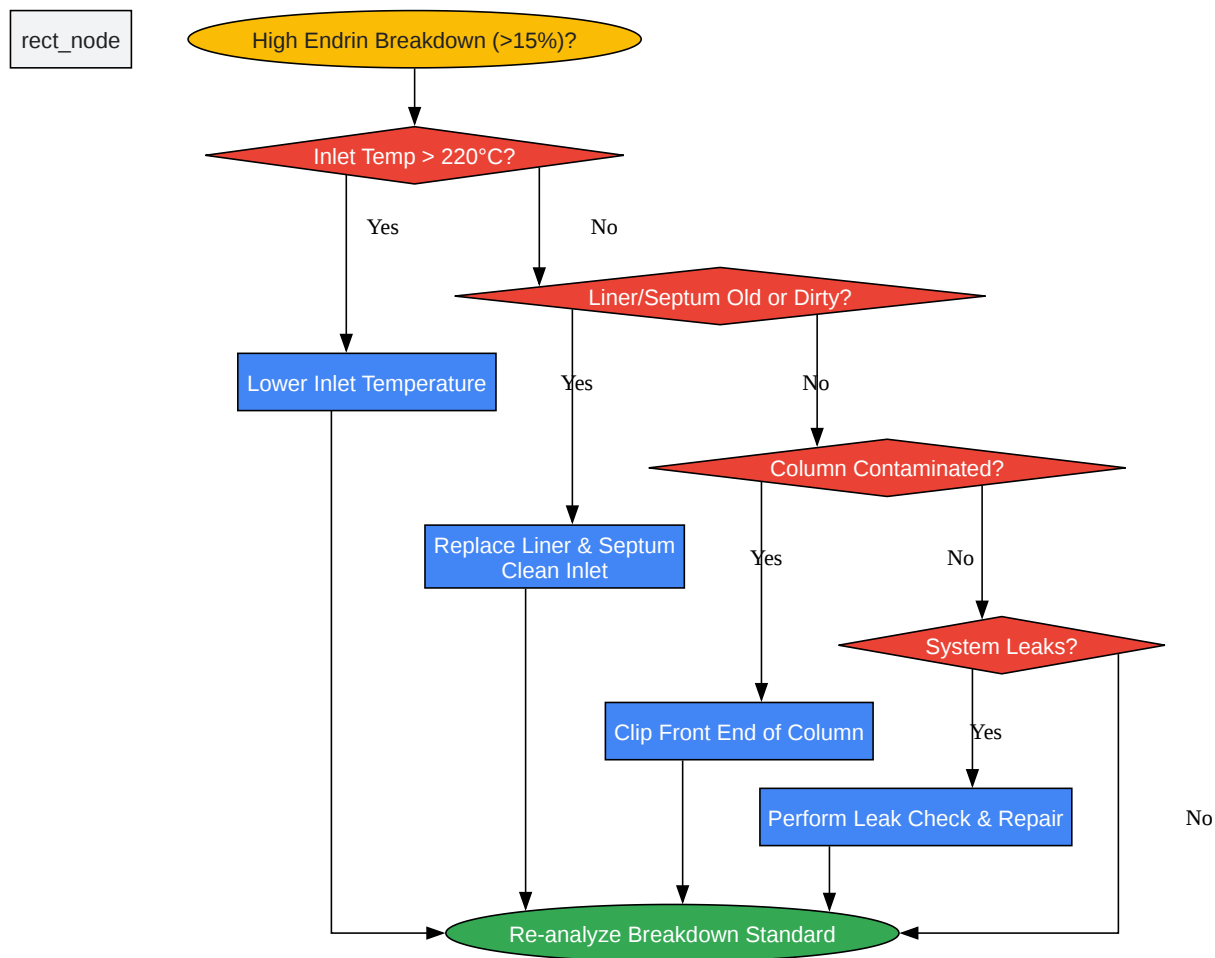 rect_node
High Endrin Breakdown (>15%)?
Inlet Temp > 220°C?
Yes
No
Liner/Septum Old or Dirty?
Lower Inlet Temperature
Yes
No
Column Contaminated?
Replace Liner & Septum
Clean Inlet
Yes
No
System Leaks?
Clip Front End of Column
Yes
Perform Leak Check & Repair
No
Re-analyze Breakdown Standard